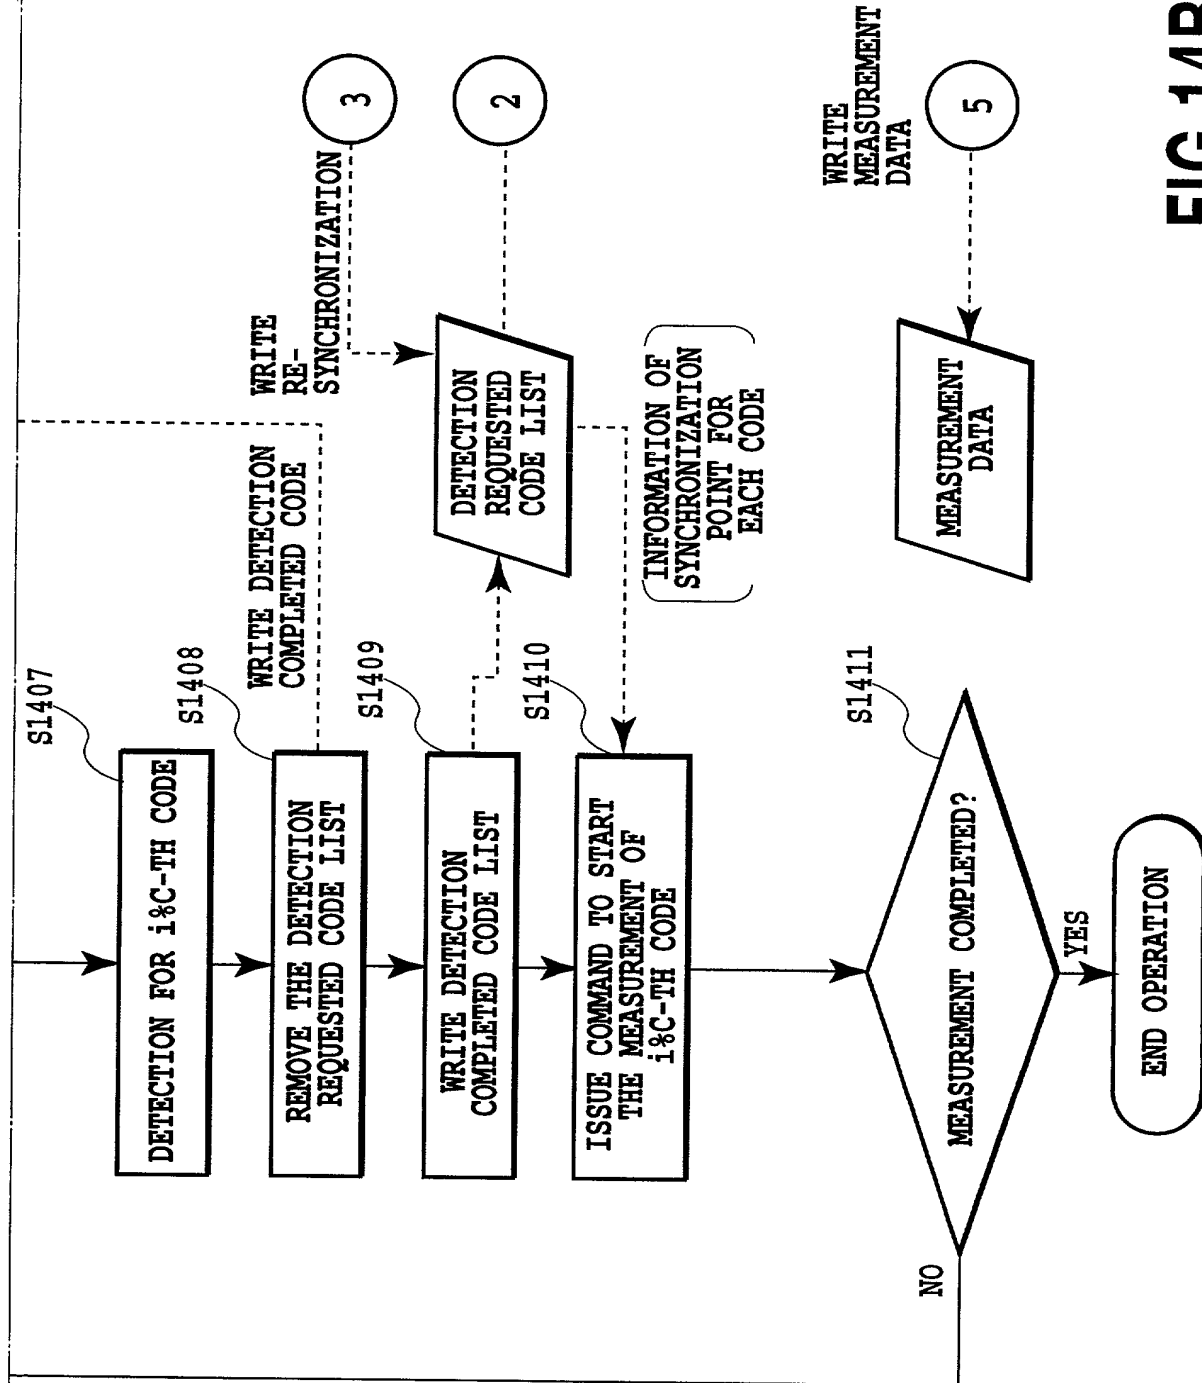 S1407
DETECTION FOR i%C-TH CODE
S1408
REMOVE THE DETECTION
REQUESTED CODE LIST
WRITE DETECTION
COMPLETED CODE
WRITE
RE-
SYNCHRONIZATION
3
S1409
WRITE DETECTION
COMPLETED CODE LIST
DETECTION
REQUESTED
CODE LIST
2
S1410
ISSUE COMMAND TO START
THE MEASUREMENT OF
i%C-TH CODE
INFORMATION OF
SYNCHRONIZATION
POINT FOR
EACH CODE
S1411
MEASUREMENT COMPLETED?
NO
YES
MEASUREMENT
DATA
WRITE
MEASUREMENT
DATA
5
END OPERATION
FIG.14B